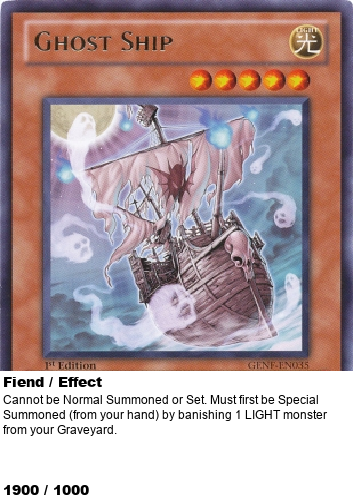 GHOST SHIP
LIGHT
光
1st Edition
GENF-EN035
Fiend / Effect
Cannot be Normal Summoned or Set. Must first be Special
Summoned (from your hand) by banishing 1 LIGHT monster
from your Graveyard.
1900 / 1000